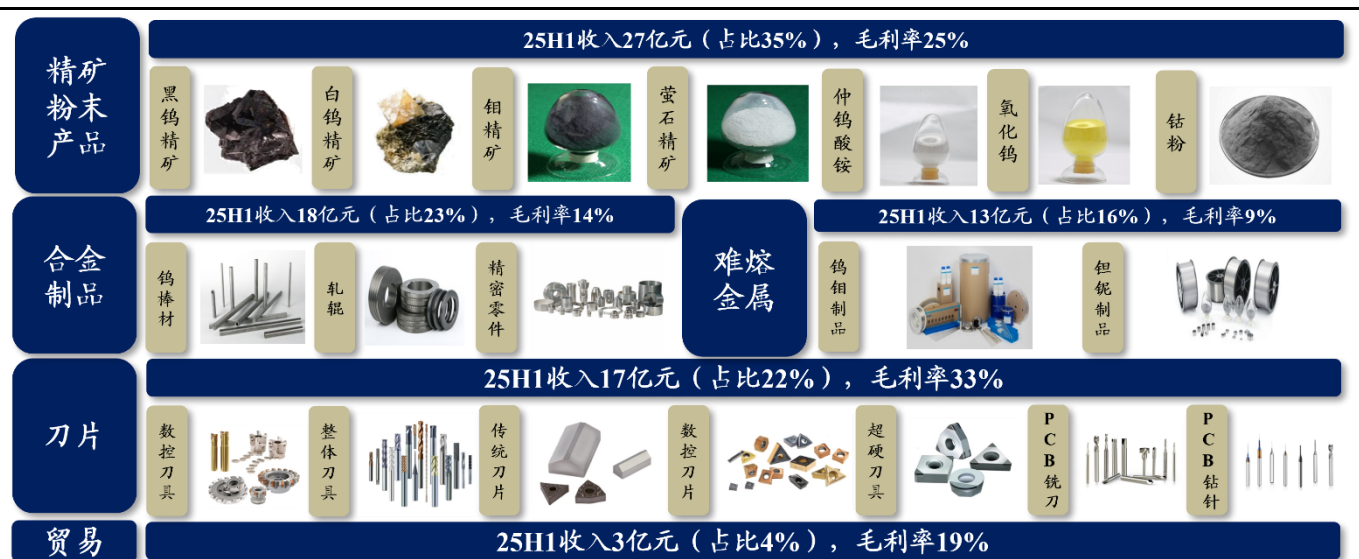 精矿
粉末
产品
25H1收入27亿元（占比35%），毛利率25%
黑钨精矿
白钨精矿
钼精矿
萤石精矿
仲钨酸铵
氧化钨
钴粉
合金
制品
25H1收入18亿元（占比23%），毛利率14%
钨棒材
轧辊
精密零件
难熔
金属
25H1收入13亿元（占比16%），毛利率9%
钨钼制品
钽铌制品
刀片
25H1收入17亿元（占比22%），毛利率33%
数控刀具
整体刀具
传统刀片
数控刀片
超硬刀具
PCB铣刀
PCB钻针
贸易
25H1收入3亿元（占比4%），毛利率19%